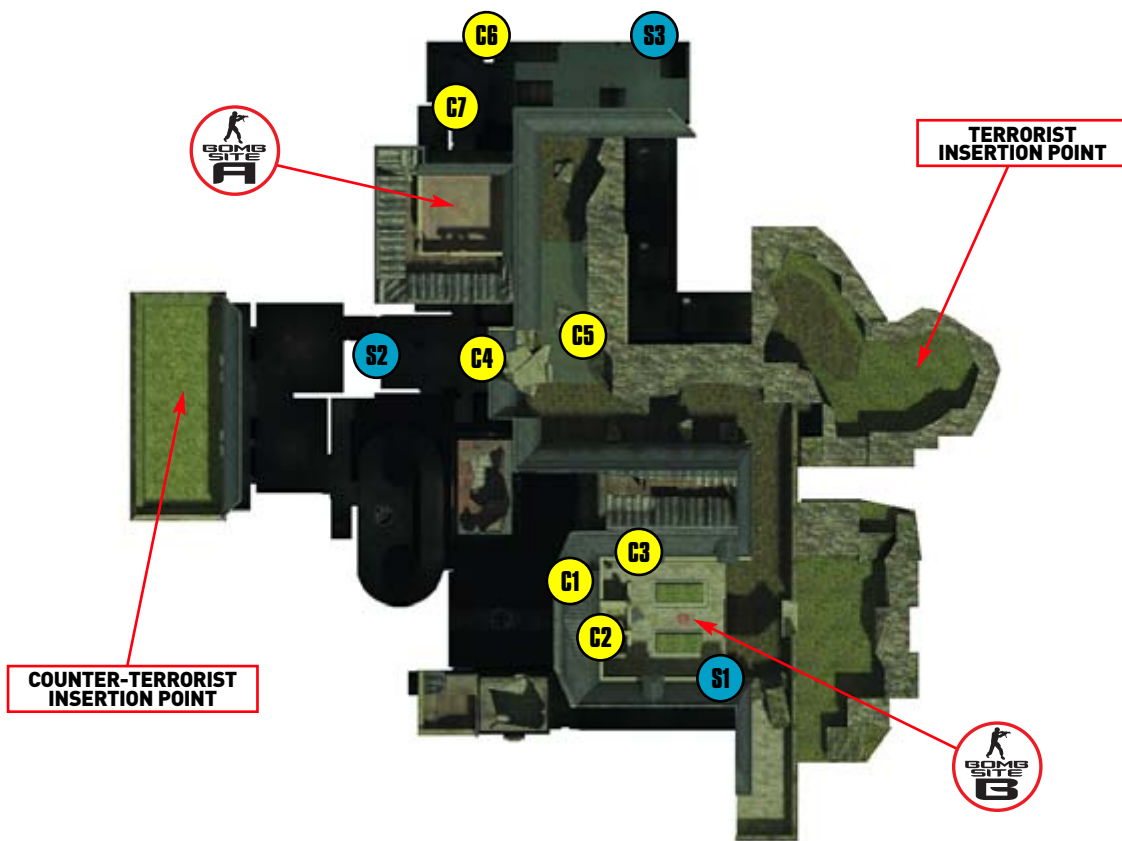 C6
S3
C7
BOMB
SITE
A
TERRORIST
INSERTION POINT
C5
S2
C4
C3
C1
C2
COUNTER-TERRORIST
INSERTION POINT
S1
BOMB
SITE
B